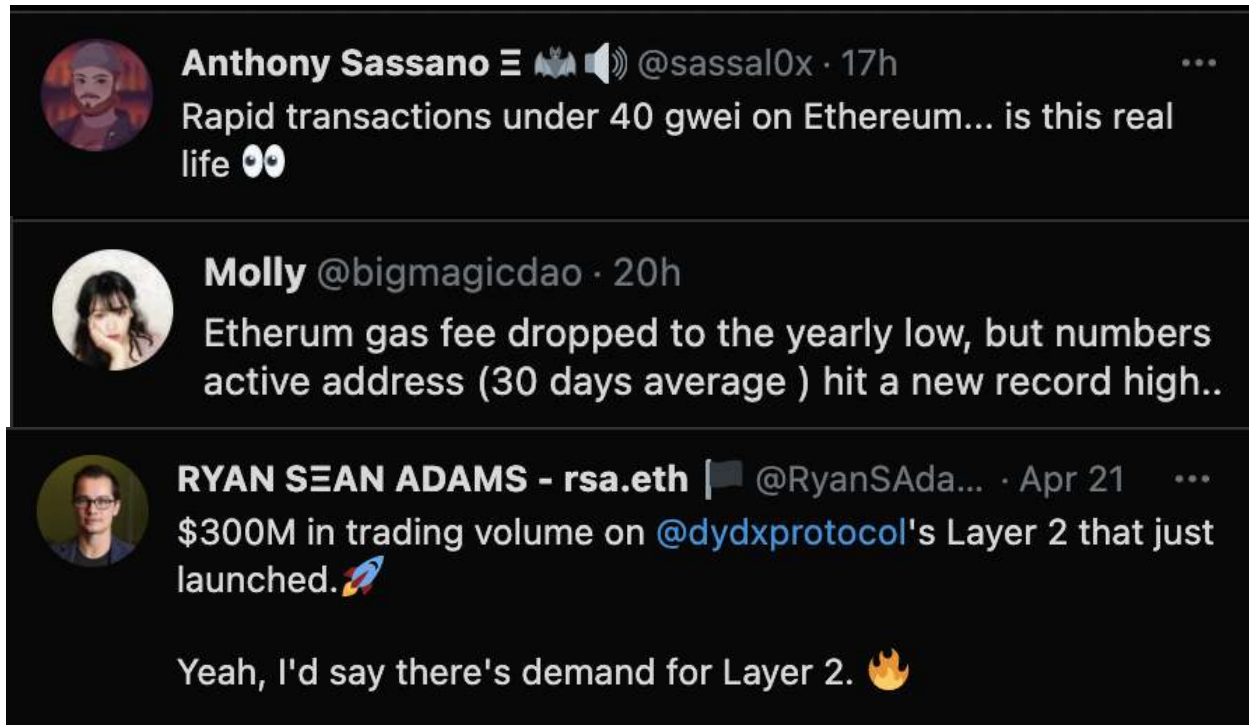 Anthony Sassano Ξ 🦇🔊 @sassal0x · 17h
Rapid transactions under 40 gwei on Ethereum... is this real
life 👀
Molly @bigmagicdao · 20h
Etherum gas fee dropped to the yearly low, but numbers
active address (30 days average ) hit a new record high..
RYAN SΞAN ADAMS - rsa.eth 🏴 @RyanSAda... · Apr 21
$300M in trading volume on @dydxprotocol's Layer 2 that just
launched.🚀
Yeah, I'd say there's demand for Layer 2. 🔥